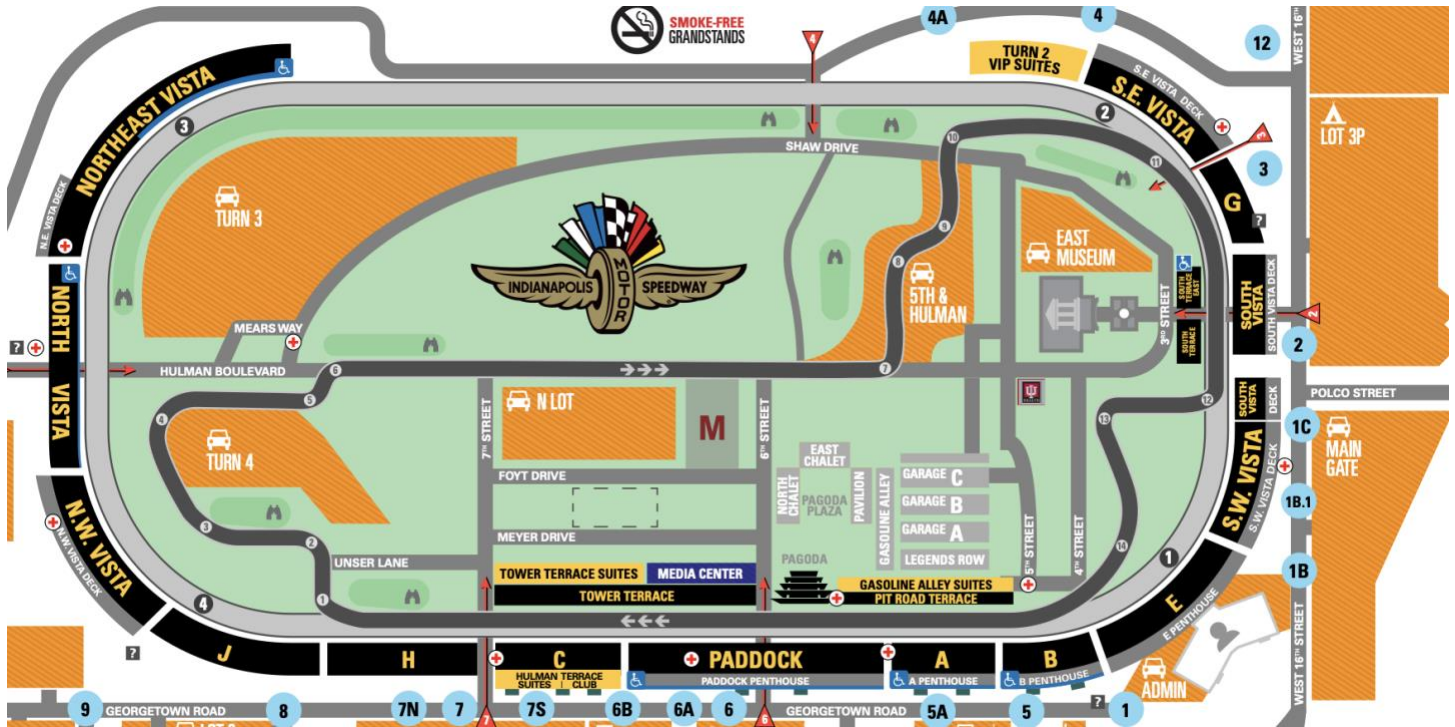 SMOKE-FREE
GRANDSTANDS
4A
4
12
WEST 16TH
4
TURN 2
VIP SUITES
S.E. VISTA DECK
S.E. VISTA
NORTHEAST VISTA
3
2
LOT 3P
10
SHAW DRIVE
11
3
3
N.E. VISTA DECK
TURN 3
G
?
INDIANAPOLIS
MOTOR
SPEEDWAY
9
8
EAST
MUSEUM
5TH &
HULMAN
3RD STREET
SOUTH
TERRACE
EAST
SOUTH
TERRACE
SOUTH
VISTA
SOUTH VISTA DECK
2
2
NORTH
VISTA
?
MEARS WAY
HULMAN BOULEVARD
6
7
5
4
N LOT
M
7TH STREET
6TH STREET
13
12
SOUTH
VISTA
DECK
POLCO STREET
1C
MAIN
GATE
TURN 4
EAST
CHALET
NORTH
CHALET
PAGODA
PLAZA
PAVILION
GASOLINE ALLEY
GARAGE C
GARAGE B
GARAGE A
LEGENDS ROW
FOYT DRIVE
MEYER DRIVE
UNSER LANE
S.W. VISTA
S.W. VISTA DECK
1B.1
N.W. VISTA
N.W. VISTA DECK
3
2
14
1
5TH STREET
4TH STREET
PAGODA
TOWER TERRACE SUITES
MEDIA CENTER
TOWER TERRACE
GASOLINE ALLEY SUITES
PIT ROAD TERRACE
1B
E
E PENTHOUSE
WEST 16TH STREET
4
1
?
J
H
C
HULMAN TERRACE
SUITES | CLUB
PADDOCK
PADDOCK PENTHOUSE
A
A PENTHOUSE
B
B PENTHOUSE
ADMIN
?
9
GEORGETOWN ROAD
8
7N
7
7
7S
6B
6A
6
6
GEORGETOWN ROAD
5A
5
1